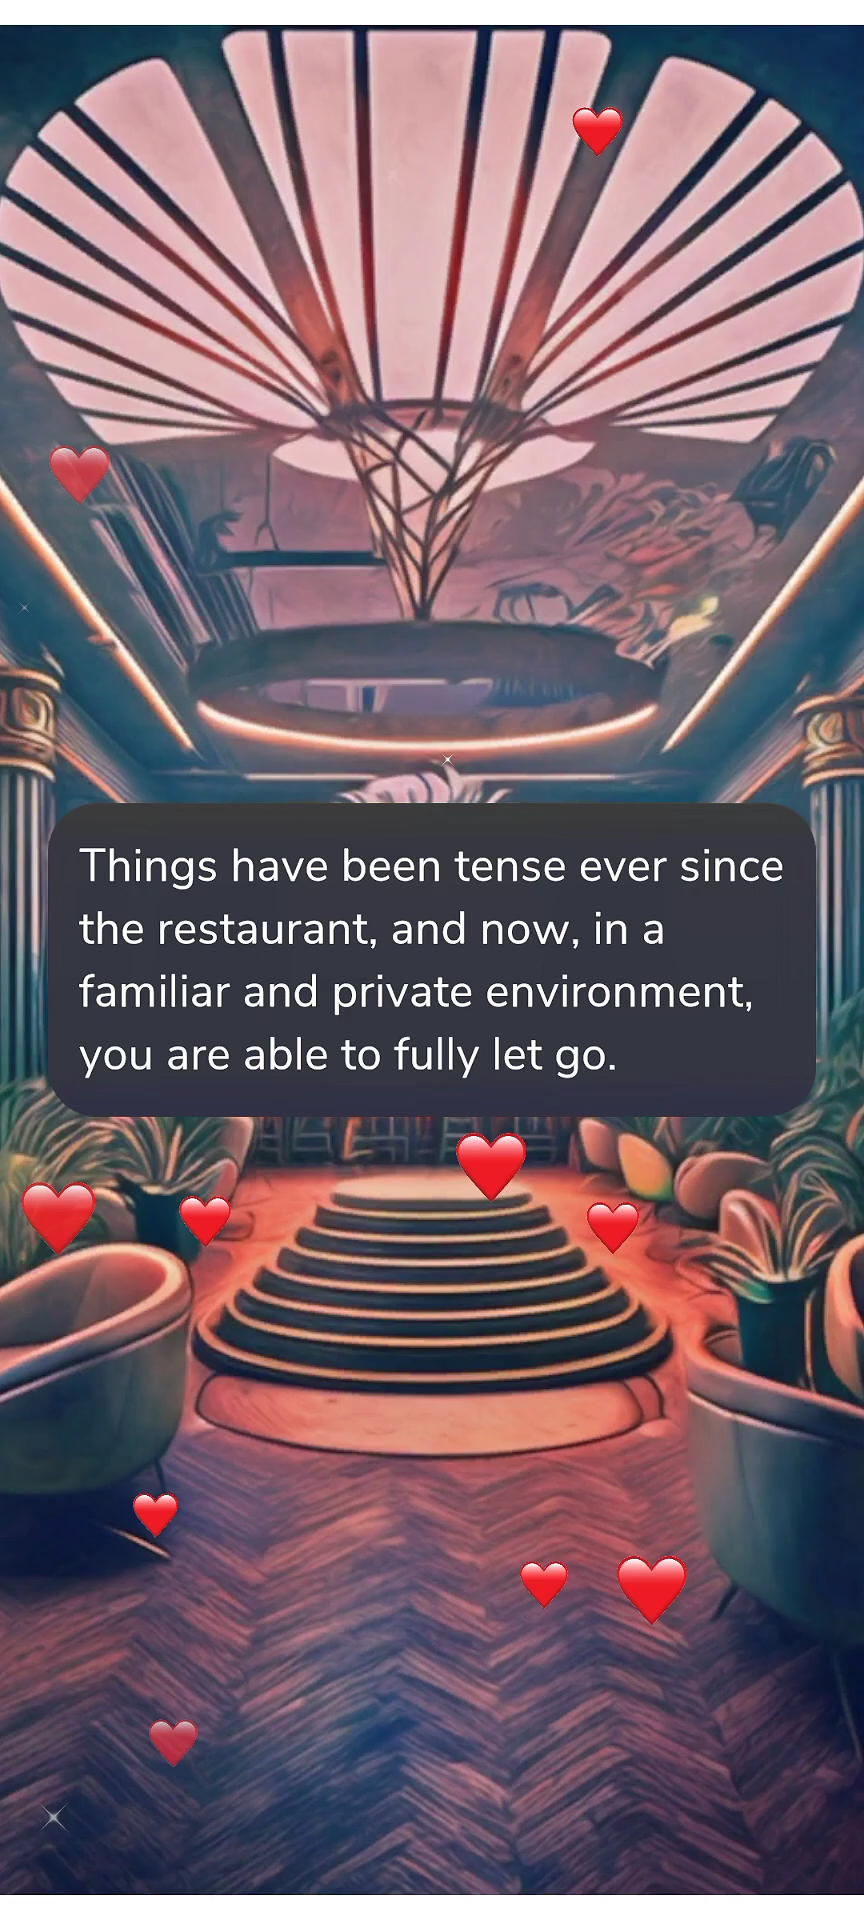 Things have been tense ever since
the restaurant, and now, in a
familiar and private environment,
you are able to fully let go.